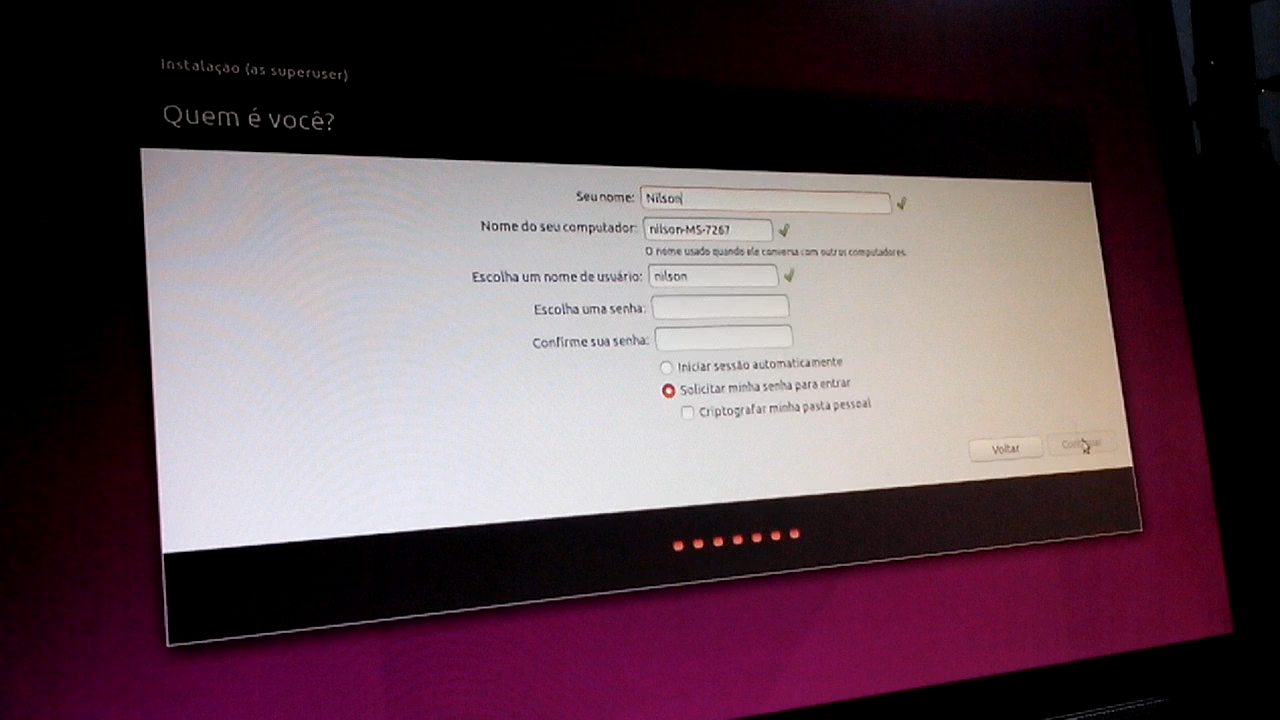 Instalação (as superuser)
Quem é você?
Seu nome: Nilson
Nome do seu computador: nilson-MS-7267
O nome usado quando ele conversa com outros computadores.
Escolha um nome de usuário: nilson
Escolha uma senha:
Confirme sua senha:
Iniciar sessão automaticamente
Solicitar minha senha para entrar
Criptografar minha pasta pessoal
Voltar Continuar